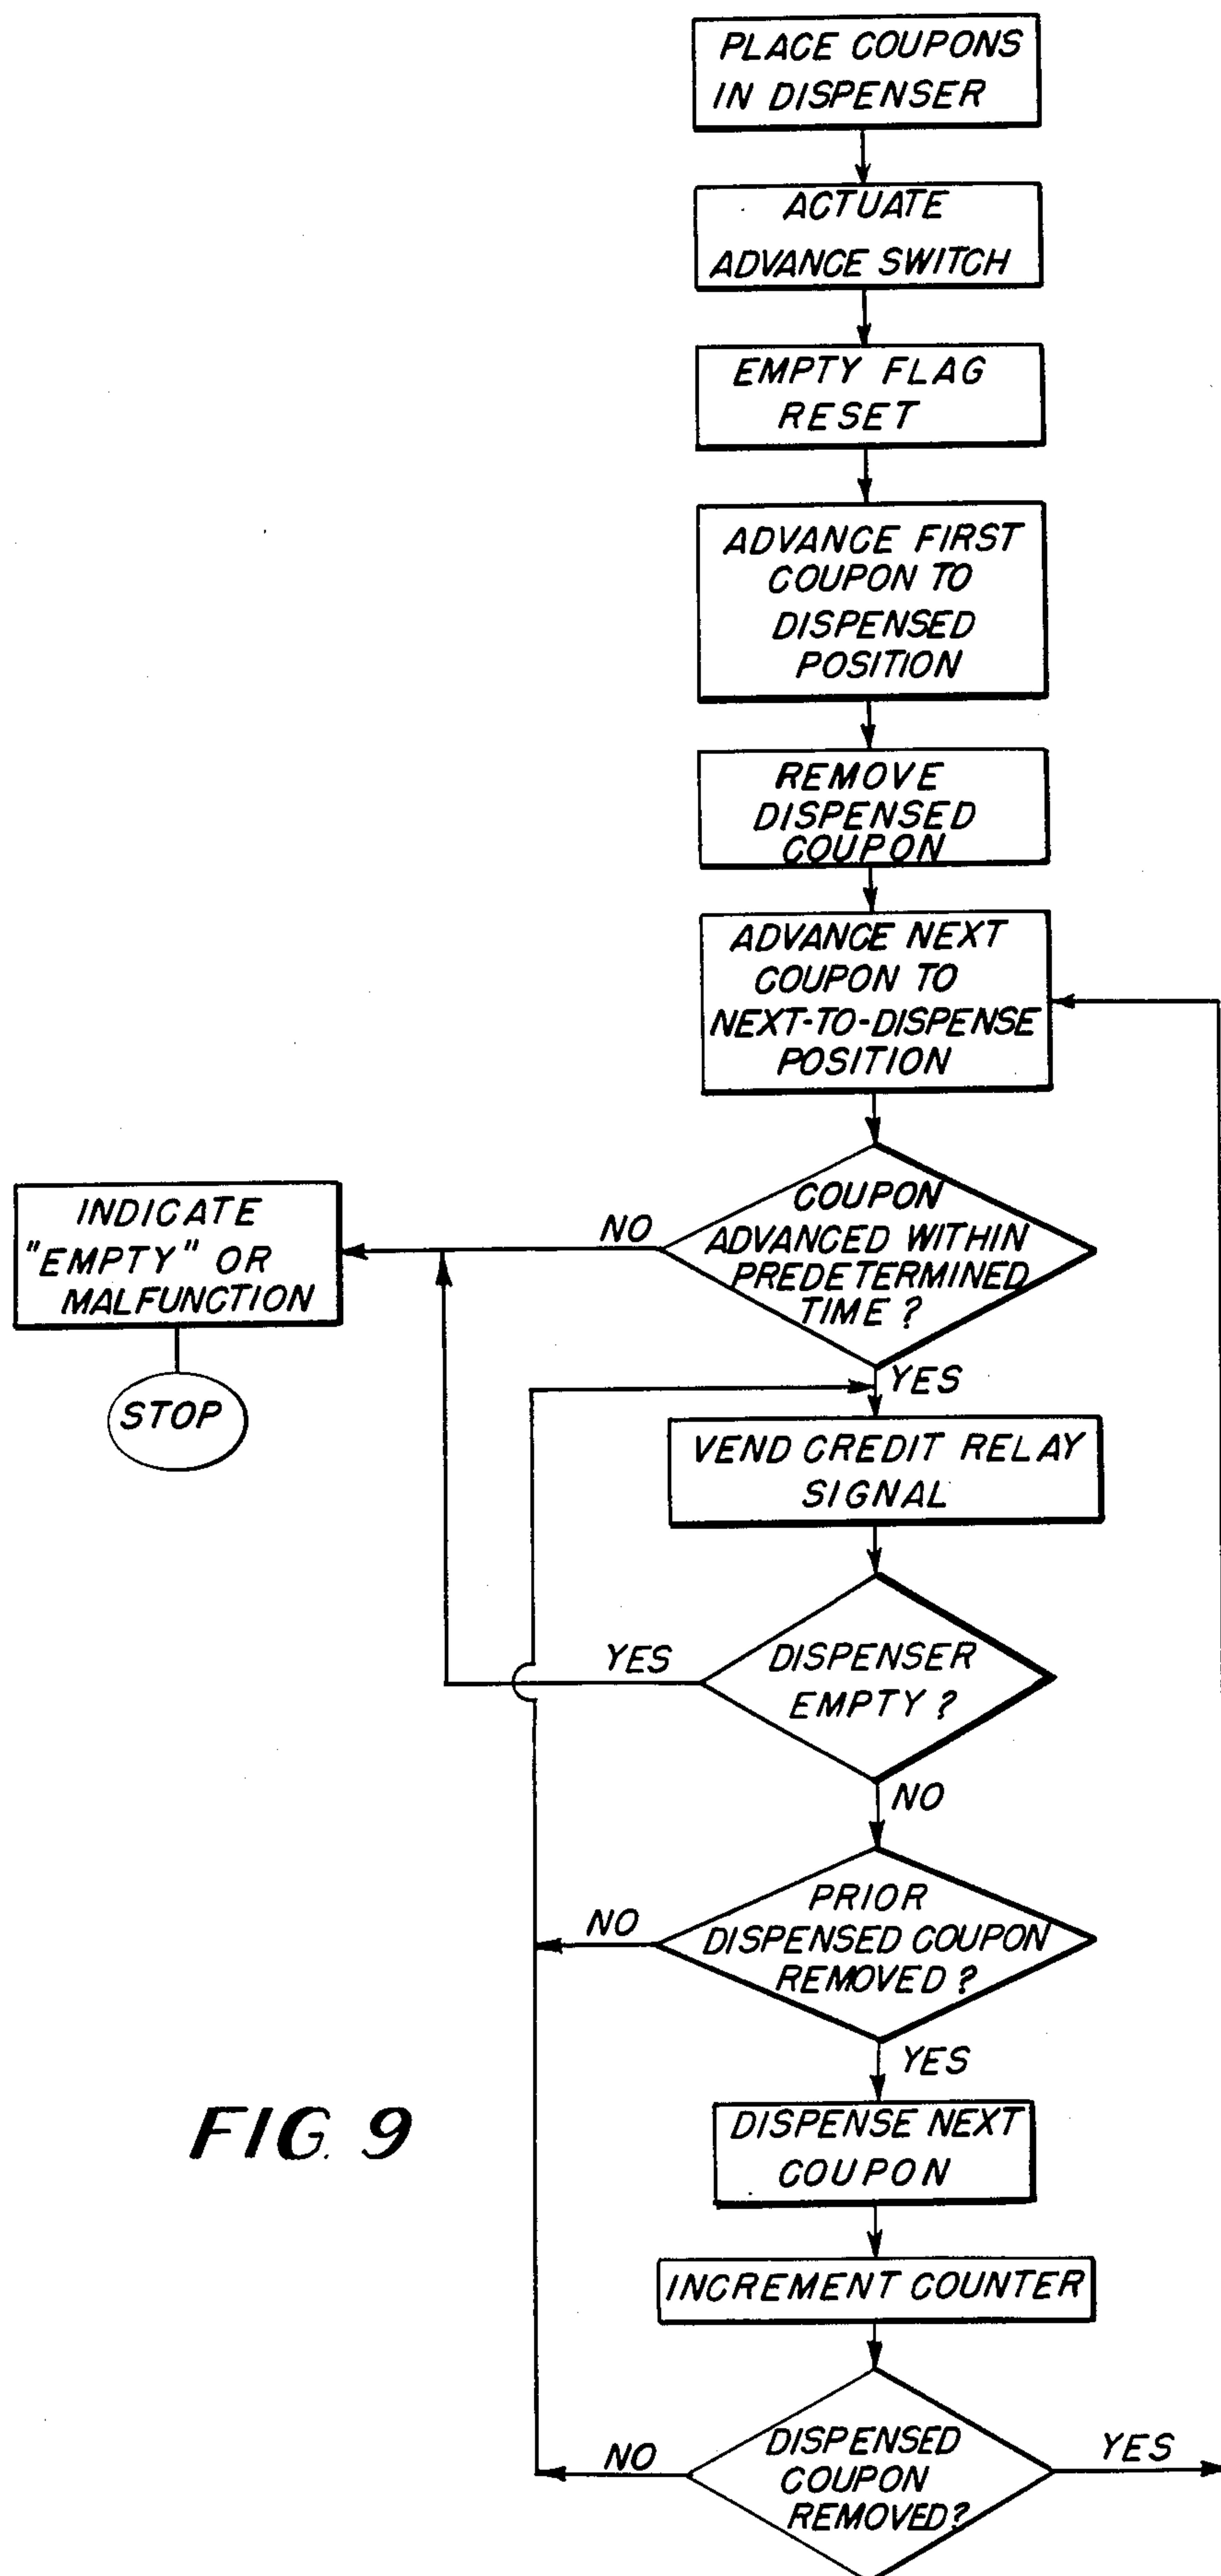 PLACE COUPONS
IN DISPENSER
ACTUATE
ADVANCE SWITCH
EMPTY FLAG
RESET
ADVANCE FIRST
COUPON TO
DISPENSED
POSITION
REMOVE
DISPENSED
COUPON
ADVANCE NEXT
COUPON TO
NEXT-TO-DISPENSE
POSITION
COUPON
ADVANCED WITHIN
PREDETERMINED
TIME ?
NO
INDICATE
"EMPTY" OR
MALFUNCTION
STOP
YES
VEND CREDIT RELAY
SIGNAL
DISPENSER
EMPTY ?
YES
NO
PRIOR
DISPENSED COUPON
REMOVED ?
NO
YES
DISPENSE NEXT
COUPON
INCREMENT COUNTER
DISPENSED
COUPON
REMOVED?
NO
YES
FIG. 9